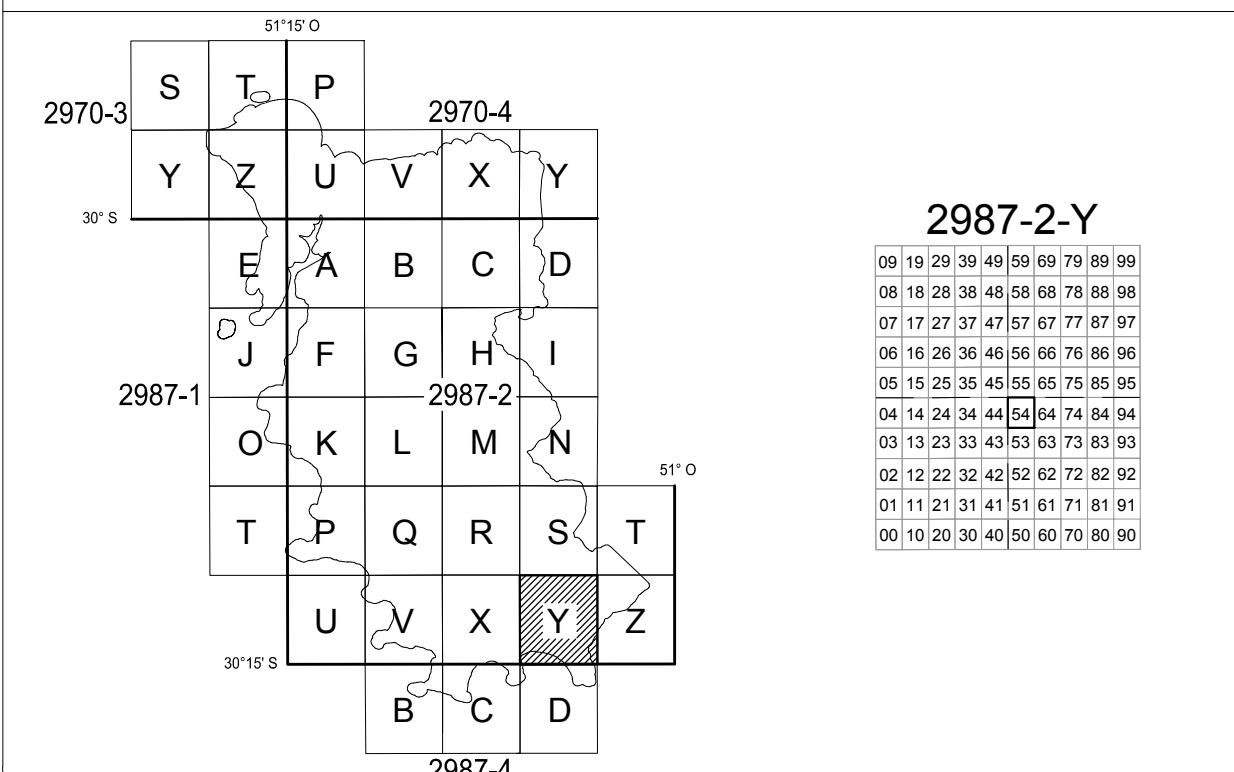 51°15' O
S T P
2970-3 2970-4
Y Z U V X Y
30° S
E A B C D
J F G H I
2987-1 2987-2
O K L M N
51° O
T P Q R S T
U V X Y Z
30°15' S
B C D
2987-4
2987-2-Y
09 19 29 39 49 59 69 79 89 99
08 18 28 38 48 58 68 78 88 98
07 17 27 37 47 57 67 77 87 97
06 16 26 36 46 56 66 76 86 96
05 15 25 35 45 55 65 75 85 95
04 14 24 34 44 54 64 74 84 94
03 13 23 33 43 53 63 73 83 93
02 12 22 32 42 52 62 72 82 92
01 11 21 31 41 51 61 71 81 91
00 10 20 30 40 50 60 70 80 90